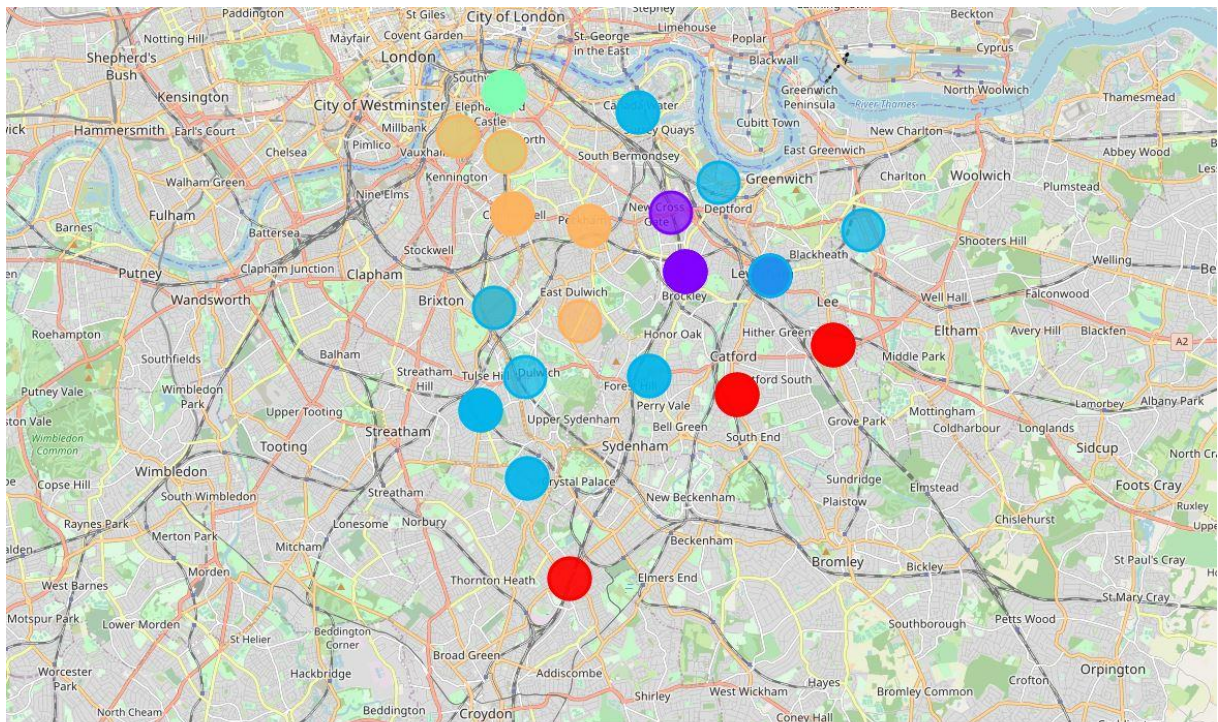 Paddington
St Giles
City of London
Stepney
Limehouse
Beckton
Notting Hill
Mayfair
Covent Garden
St. George
in the East
Poplar
Cyprus
Shepherd's
Bush
London
Blackwall
Kensington
City of Westminster
Greenwich
Peninsula
North Woolwich
River Thames
Thamesmead
Hammersmith
Earl's Court
Millbank
Castle
Pimlico
Chelsea
Cubitt Town
New Charlton
East Greenwich
Abbey Wood
Walham Green
Kennington
South Bermondsey
Greenwich
Charlton
Woolwich
Plumstead
Nine Elms
Fulham
Barnes
Battersea
New Cross
Gate
Deptford
Stockwell
Blackheath
Shooters Hill
Putney
Clapham Junction
Clapham
Welling
Wandsworth
Brixton
East Dulwich
Brockley
Lee
Well Hall
Falconwood
Roehampton
Honor Oak
Hither Green
Eltham
Avery Hill
Blackfen
A2
Southfields
Balham
Catford
Middle Park
Putney Vale
Wimbledon
Park
Streatham
Hill
Tulse Hill
Dulwich
Perry Vale
Lamorbey
Albany Park
Upper Tooting
Upper Sydenham
Mottingham
Coldharbour
Longlands
Wimbledon
Common
Tooting
Streatham
Bell Green
South End
Grove Park
Sydenham
Sidcup
Wimbledon
Copse Hill
Crystal Palace
Sundridge
Elmstead
Foots Cray
South Wimbledon
Streatham
New Beckenham
Plaistow
Raynes Park
Lonesome
Norbury
Chislehurst
Merton Park
Mitcham
Beckenham
Bromley
Bickley
St Paul's Cray
West Barnes
Morden
Thornton Heath
Elmers End
St Mary Cray
Motspur Park
Lower Morden
St Helier
Beddington
Corner
Southborough
Petts Wood
Worcester
Park
Hackbridge
Broad Green
Addiscombe
Orpington
Shirley
West Wickham
Hayes
Bromley Common
Crofton
North Cheam
Beddington
Croydon
Coney Hall